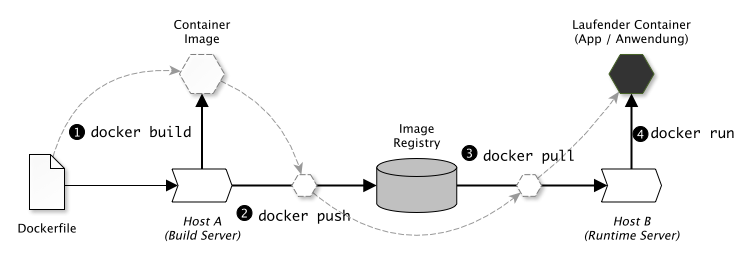 Container
Image
Laufender Container
(App / Anwendung)
1 docker build
Image
Registry
3 docker pull
4 docker run
Dockerfile
Host A
(Build Server)
2 docker push
Host B
(Runtime Server)